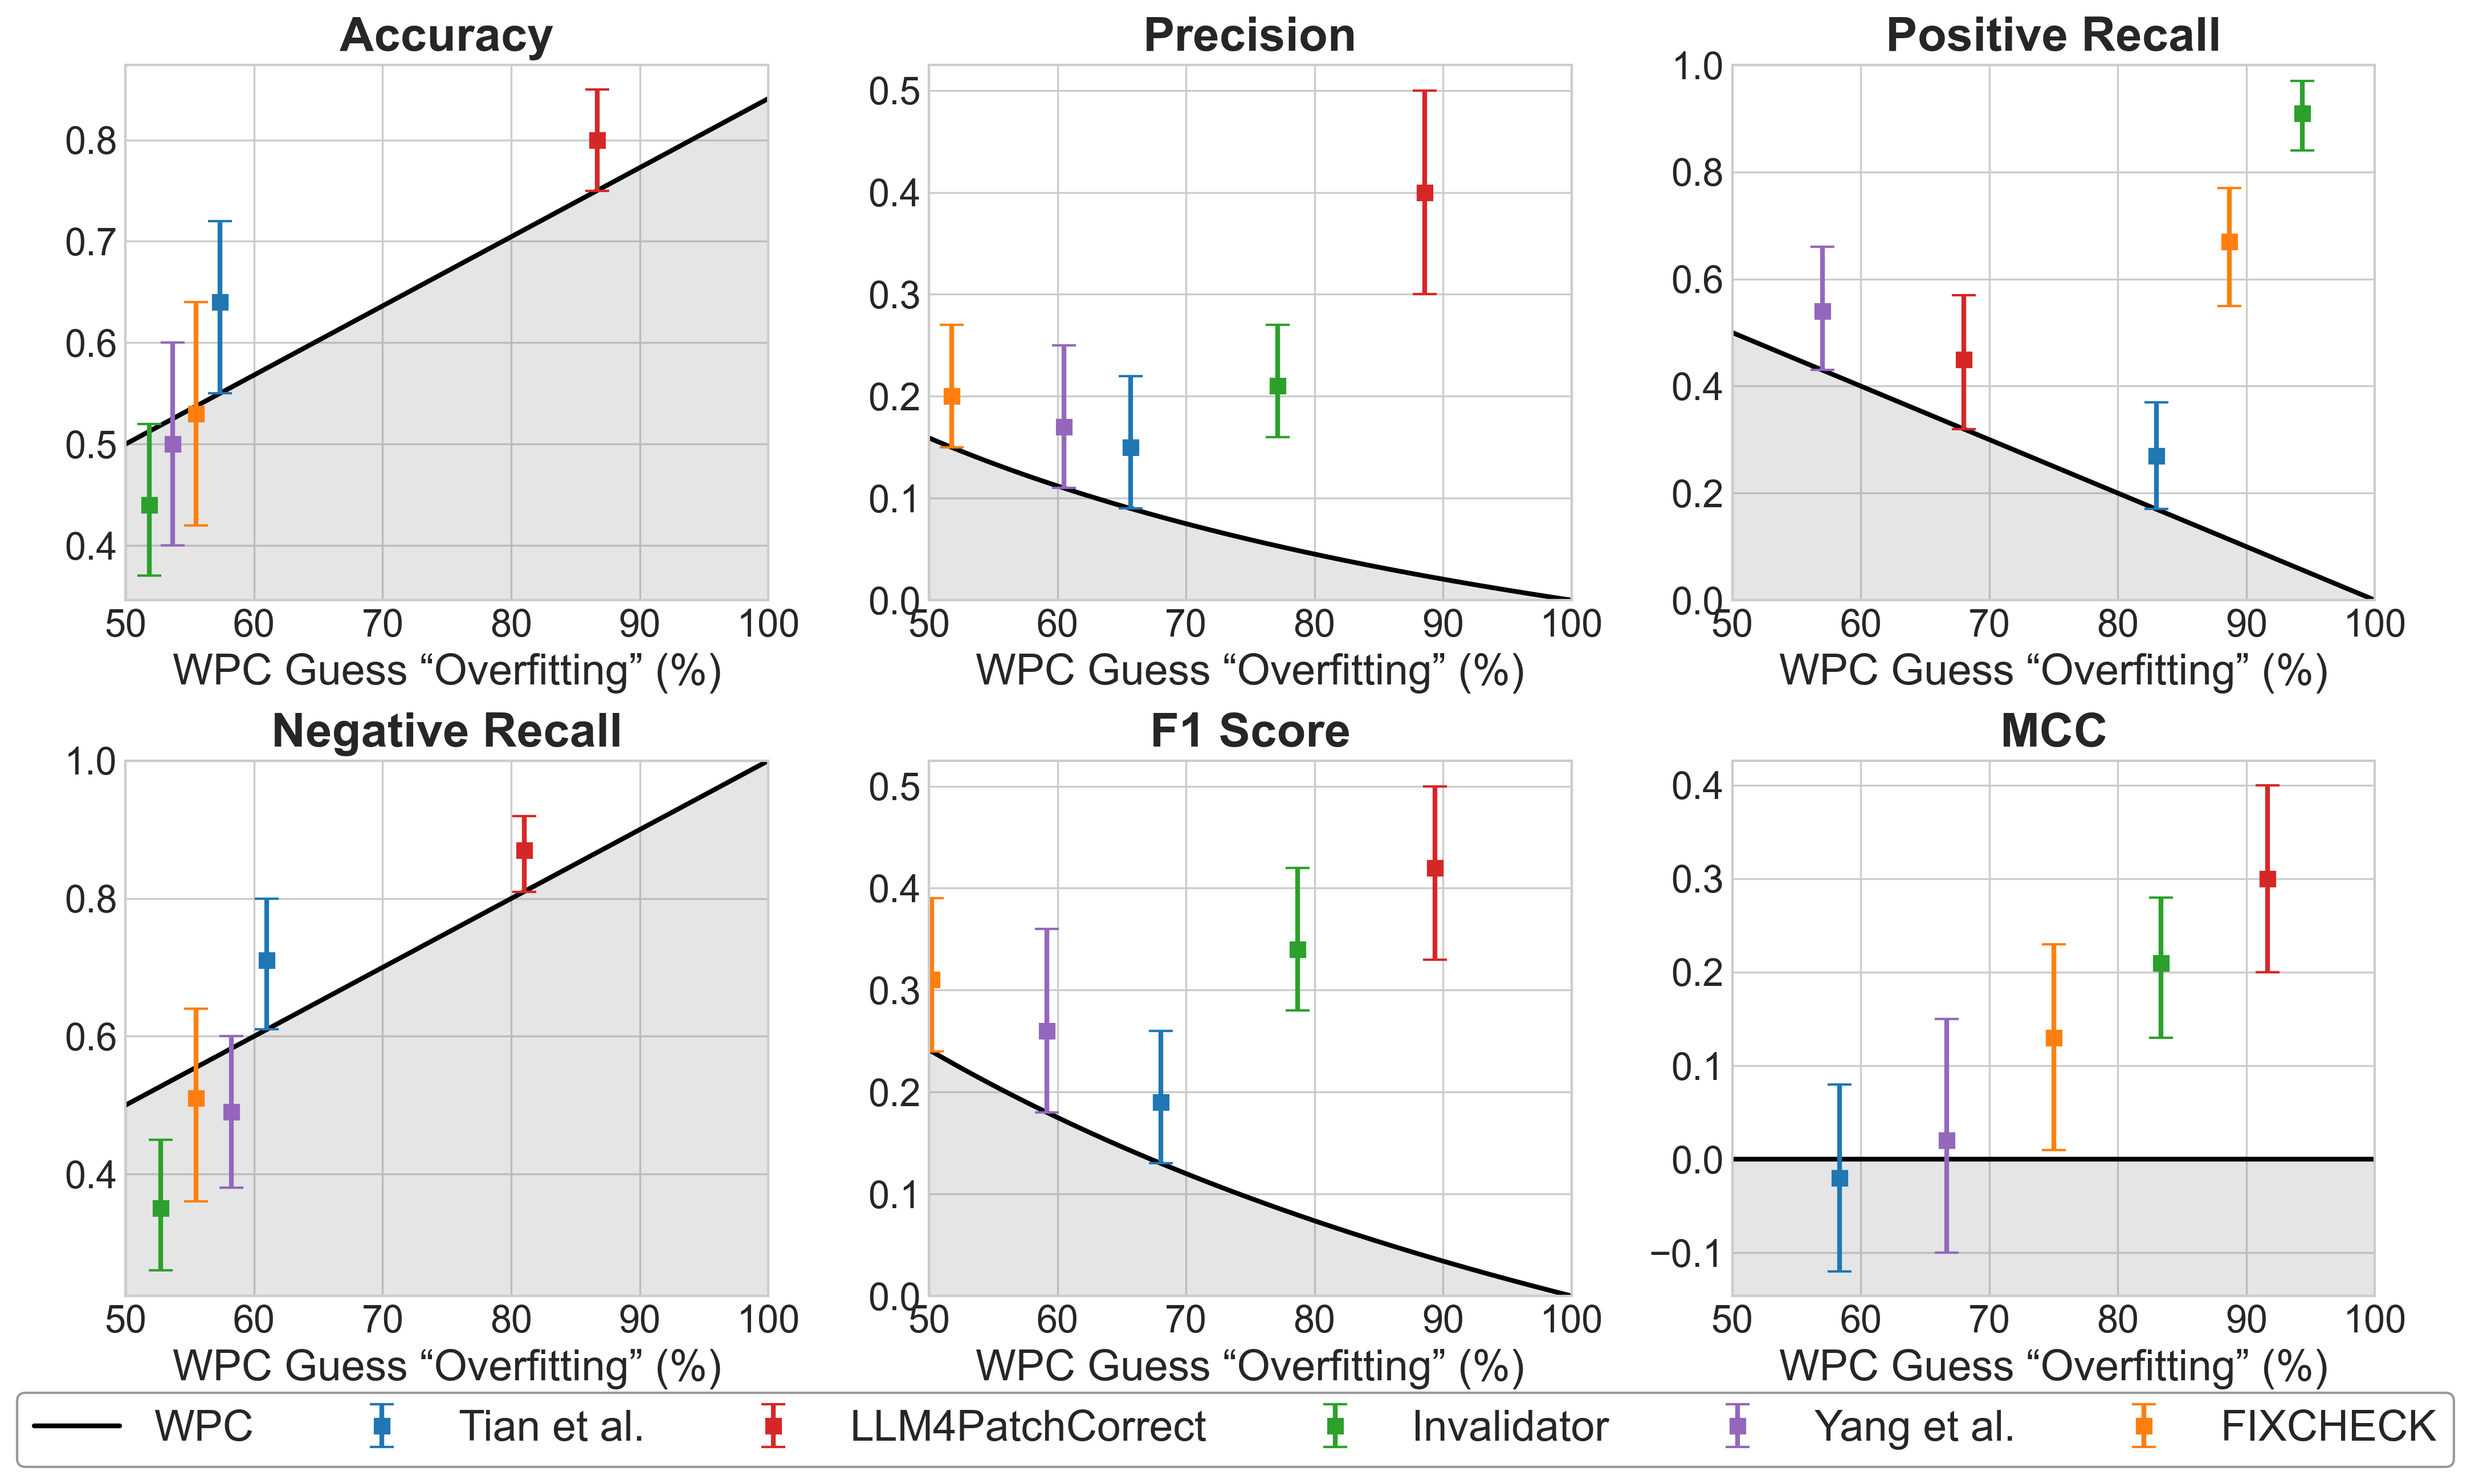 Accuracy
0.8
0.7
0.6
0.5
0.4
50 60 70 80 90 100
WPC Guess “Overfitting” (%)
Precision
0.5
0.4
0.3
0.2
0.1
0.0
50 60 70 80 90 100
WPC Guess “Overfitting” (%)
Positive Recall
1.0
0.8
0.6
0.4
0.2
0.0
50 60 70 80 90 100
WPC Guess “Overfitting” (%)
Negative Recall
1.0
0.8
0.6
0.4
50 60 70 80 90 100
WPC Guess “Overfitting” (%)
F1 Score
0.5
0.4
0.3
0.2
0.1
0.0
50 60 70 80 90 100
WPC Guess “Overfitting” (%)
MCC
0.4
0.3
0.2
0.1
0.0
−0.1
50 60 70 80 90 100
WPC Guess “Overfitting” (%)
WPC Tian et al. LLM4PatchCorrect Invalidator Yang et al. FIXCHECK